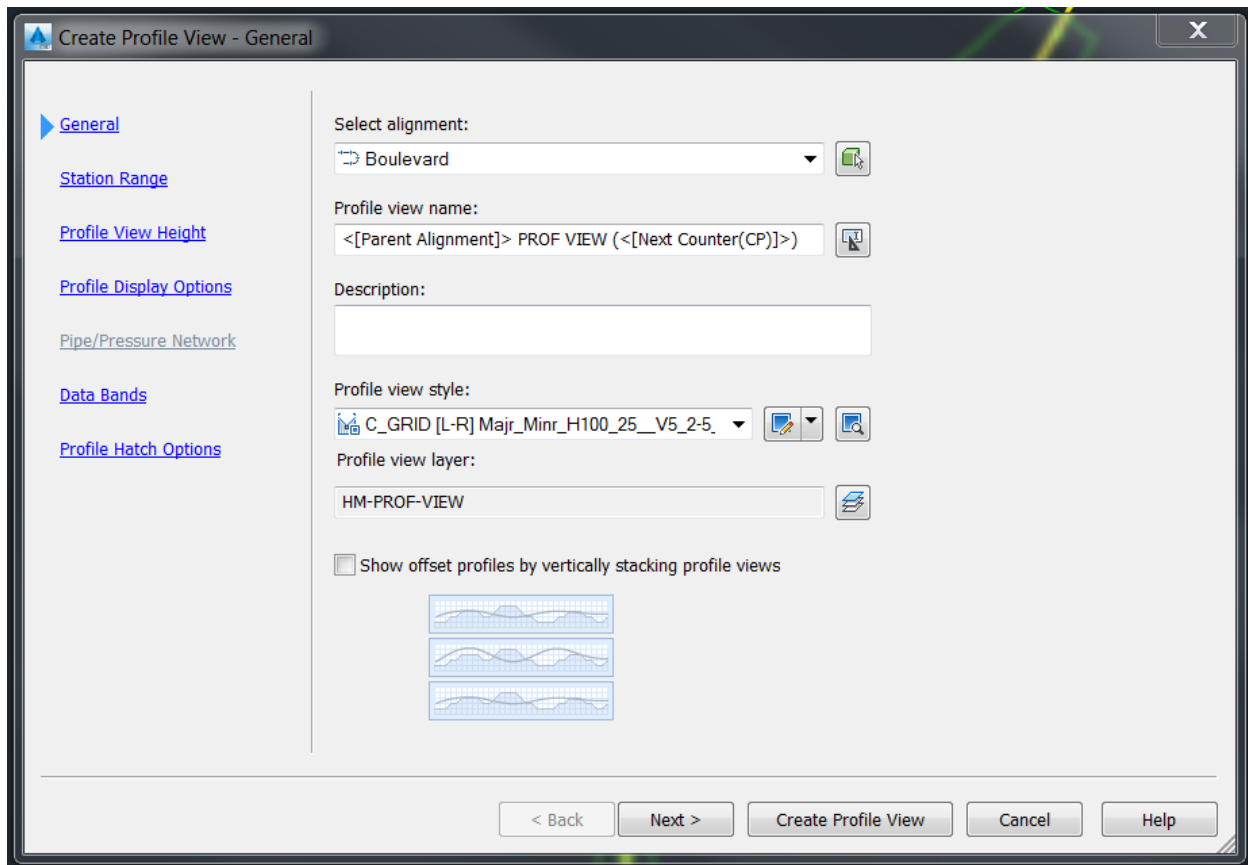 Create Profile View - General
X
General
Station Range
Profile View Height
Profile Display Options
Pipe/Pressure Network
Data Bands
Profile Hatch Options
Select alignment:
Boulevard
Profile view name:
<[Parent Alignment]> PROF VIEW (<[Next Counter(CP)]>)
Description:
Profile view style:
C_GRID [L-R] Majr_Minr_H100_25__V5_2-5_
Profile view layer:
HM-PROF-VIEW
Show offset profiles by vertically stacking profile views
< Back Next > Create Profile View Cancel Help